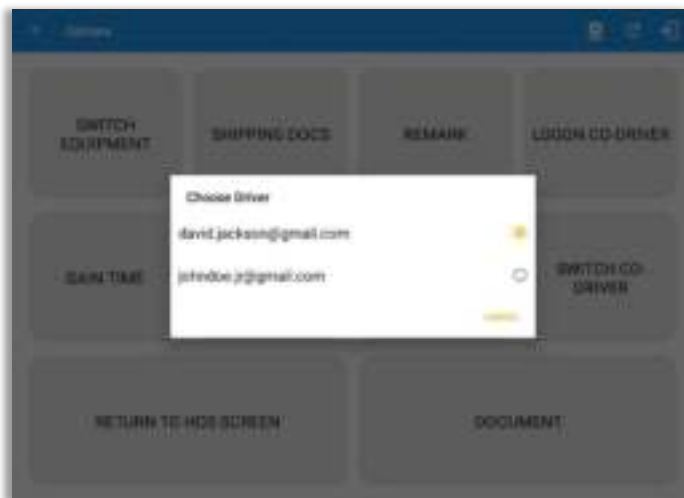 Options
SWITCH
EQUIPMENT
SHIPPING DOCS
REMARK
LOGON CO-DRIVER
Choose Driver
david.jackson@gmail.com
johndoe.jr@gmail.com
GAIN TIME
SWITCH CO-
DRIVER
RETURN TO HOS SCREEN
DOCUMENT